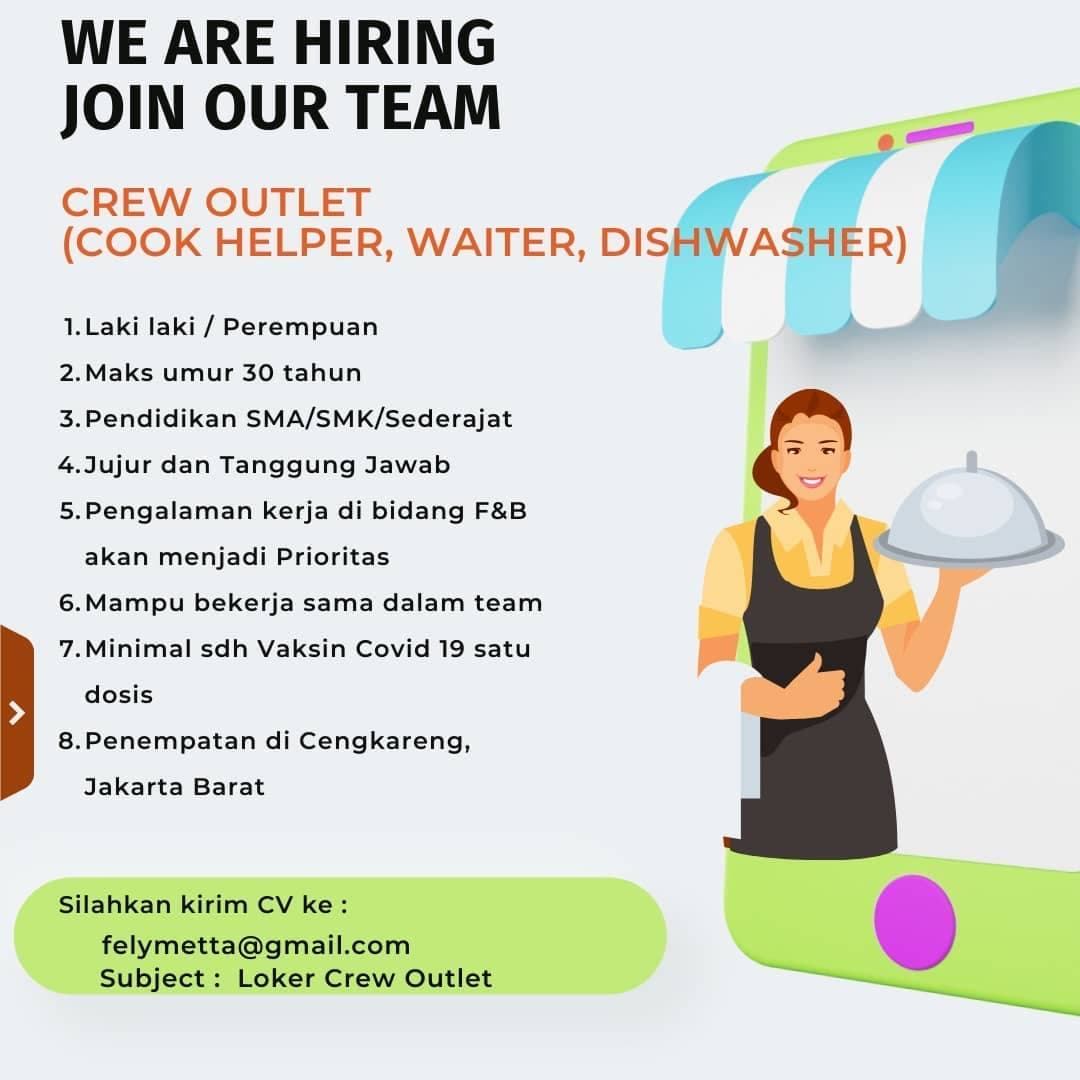 WE ARE HIRING
JOIN OUR TEAM
CREW OUTLET
(COOK HELPER, WAITER, DISHWASHER)
1. Laki laki / Perempuan
2. Maks umur 30 tahun
3. Pendidikan SMA/SMK/Sederajat
4. Jujur dan Tanggung Jawab
5. Pengalaman kerja di bidang F&B
akan menjadi Prioritas
6. Mampu bekerja sama dalam team
7. Minimal sdh Vaksin Covid 19 satu
dosis
8. Penempatan di Cengkareng,
Jakarta Barat
Silahkan kirim CV ke :
felymetta@gmail.com
Subject : Loker Crew Outlet